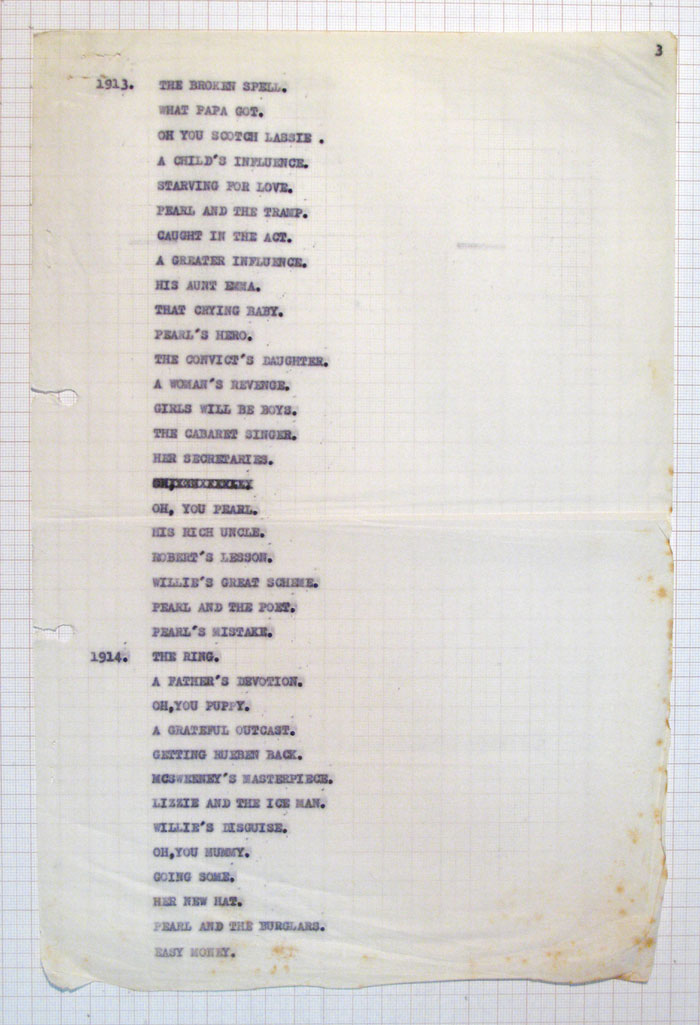 3
1913. THE BROKEN SPELL.
WHAT PAPA GOT.
OH YOU SCOTCH LASSIE .
A CHILD'S INFLUENCE.
STARVING FOR LOVE.
PEARL AND THE TRAMP.
CAUGHT IN THE ACT.
A GREATER INFLUENCE.
HIS AUNT EMMA.
THAT CRYING BABY.
PEARL'S HERO.
THE CONVICT'S DAUGHTER.
A WOMAN'S REVENGE.
GIRLS WILL BE BOYS.
THE CABARET SINGER.
HER SECRETARIES.
OH, YOU PEARL.
HIS RICH UNCLE.
ROBERT'S LESSON.
WILLIE'S GREAT SCHEME.
PEARL AND THE POET.
PEARL'S MISTAKE.
1914. THE RING.
A FATHER'S DEVOTION.
OH,YOU PUPPY.
A GRATEFUL OUTCAST.
GETTING RUEBEN BACK.
MCSWEENEY'S MASTERPIECE.
LIZZIE AND THE ICE MAN.
WILLIE'S DISGUISE.
OH,YOU MUMMY.
GOING SOME.
HER NEW HAT.
PEARL AND THE BURGLARS.
EASY MONEY.